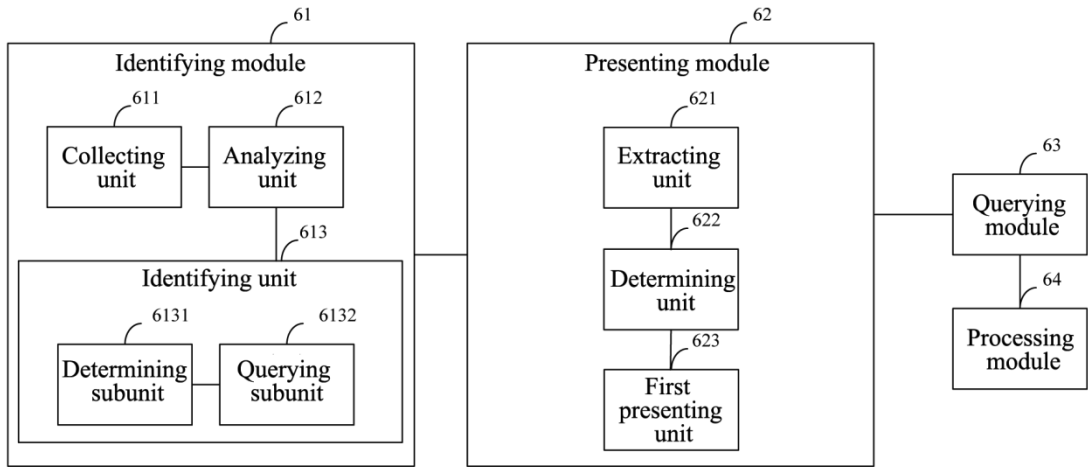 61
Identifying module
611
Collecting
unit
612
Analyzing
unit
613
Identifying unit
6131
Determining
subunit
6132
Querying
subunit
62
Presenting module
621
Extracting
unit
622
Determining
unit
623
First
presenting unit
63
Querying
module
64
Processing
module